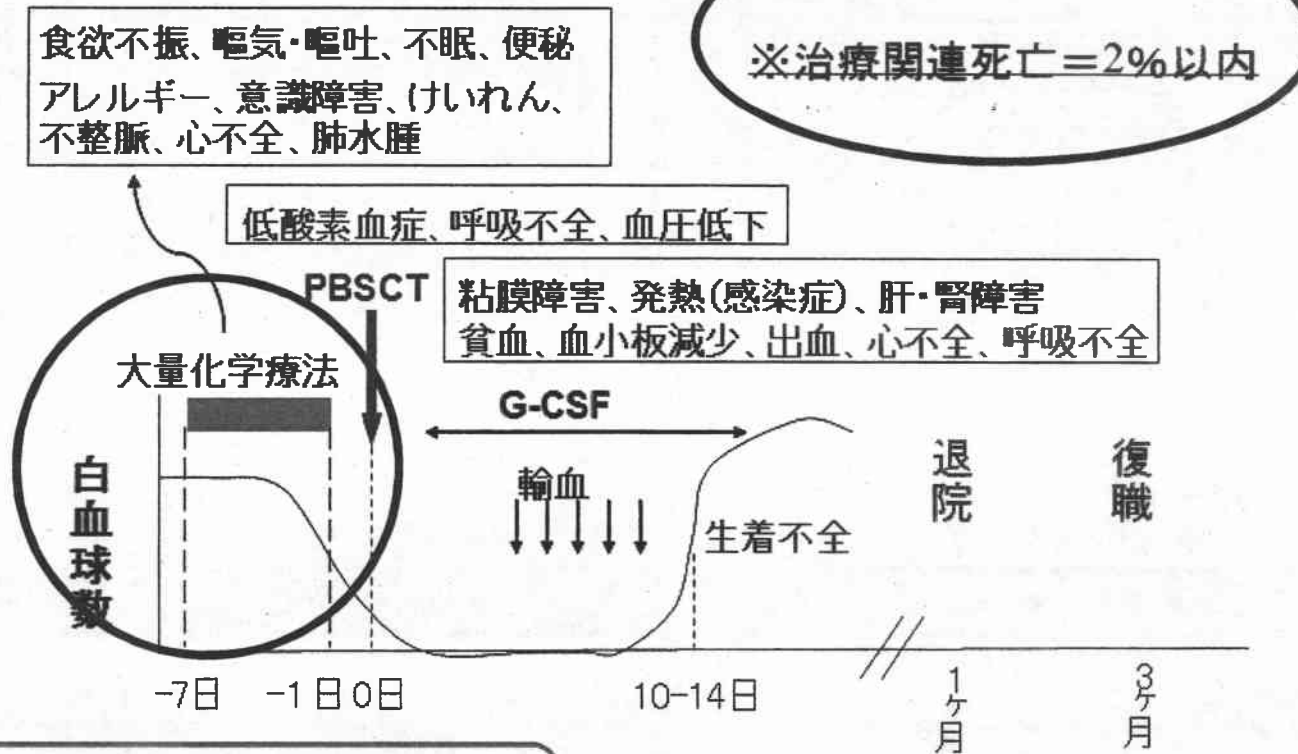 食欲不振、嘔気・嘔吐、不眠、便秘
アレルギー、意識障害、けいれん、
不整脈、心不全、肺水腫
※治療関連死亡=2%以内
低酸素血症、呼吸不全、血圧低下
PBSCT
粘膜障害、発熱(感染症)、肝・腎障害
貧血、血小板減少、出血、心不全、呼吸不全
大量化学療法
G-CSF
白血球数
輸血
生着不全
退院
復職
-7日
-1日
0日
10-14日
1ヶ月
3ヶ月